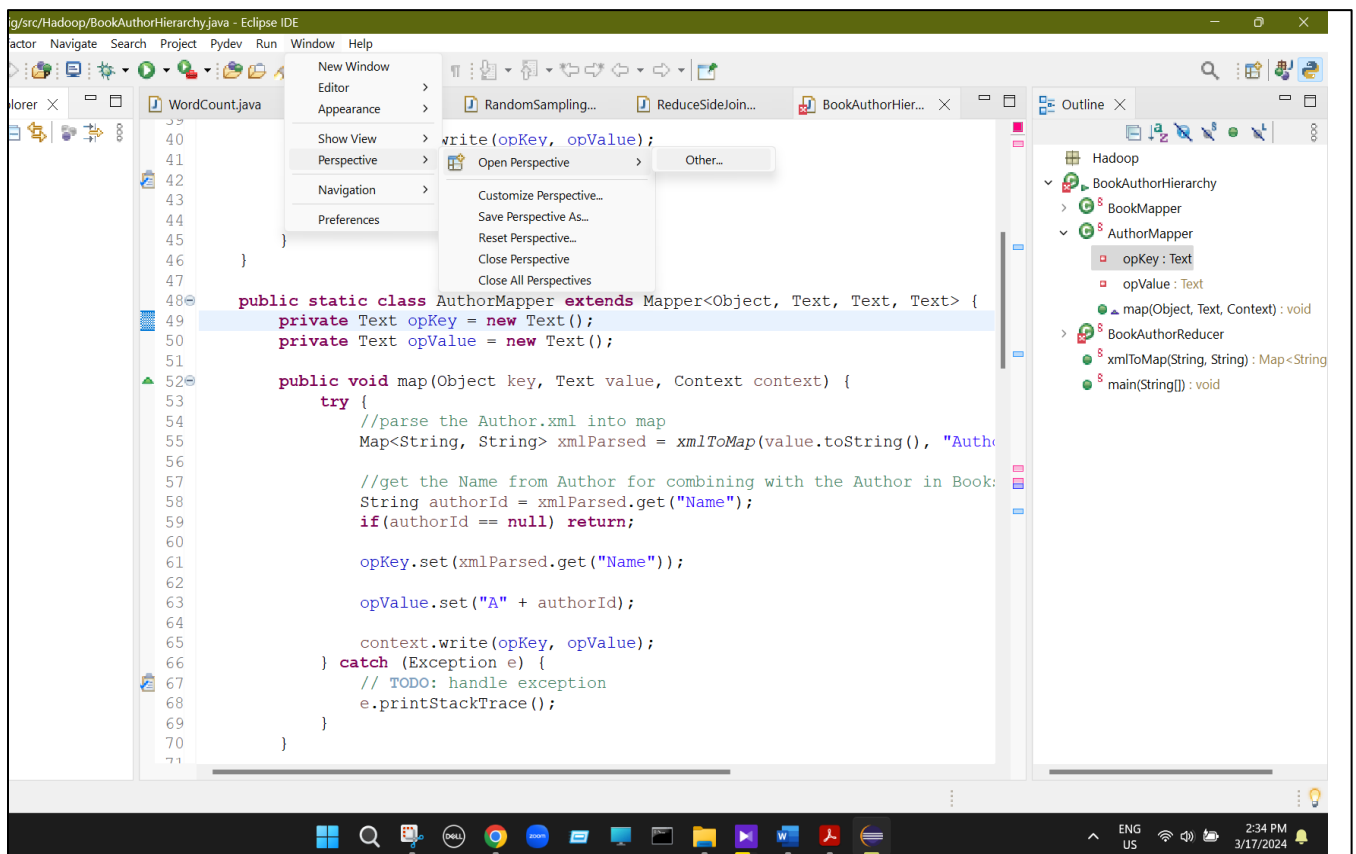 ig/src/Hadoop/BookAuthorHierarchy.java - Eclipse IDE
actor Navigate Search Project Pydev Run Window Help
New Window
Editor
Appearance
Show View
Perspective
Navigation
Preferences
Open Perspective
Customize Perspective...
Save Perspective As...
Reset Perspective...
Close Perspective
Close All Perspectives
Other...
plorer
WordCount.java
RandomSampling...
ReduceSideJoin...
BookAuthorHier...
39
40 write(opKey, opValue);
41
42
43
44
45 }
46 }
47
48 public static class AuthorMapper extends Mapper<Object, Text, Text, Text> {
49 private Text opKey = new Text();
50 private Text opValue = new Text();
51
52 public void map(Object key, Text value, Context context) {
53 try {
54 //parse the Author.xml into map
55 Map<String, String> xmlParsed = xmlToMap(value.toString(), "Autho
56
57 //get the Name from Author for combining with the Author in Books
58 String authorId = xmlParsed.get("Name");
59 if(authorId == null) return;
60
61 opKey.set(xmlParsed.get("Name"));
62
63 opValue.set("A" + authorId);
64
65 context.write(opKey, opValue);
66 } catch (Exception e) {
67 // TODO: handle exception
68 e.printStackTrace();
69 }
70 }
71
Outline
Hadoop
BookAuthorHierarchy
BookMapper
AuthorMapper
opKey : Text
opValue : Text
map(Object, Text, Context) : void
BookAuthorReducer
xmlToMap(String, String) : Map<String
main(String[]) : void
DELL
zoom
ENG
US
2:34 PM
3/17/2024